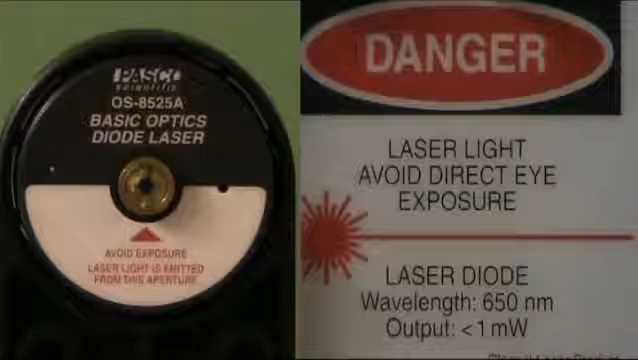 PASCO
scientific
OS-8525A
BASIC OPTICS
DIODE LASER
AVOID EXPOSURE
LASER LIGHT IS EMITTED
FROM THIS APERTURE
DANGER
LASER LIGHT
AVOID DIRECT EYE
EXPOSURE
LASER DIODE
Wavelength: 650 nm
Output: <1 mW